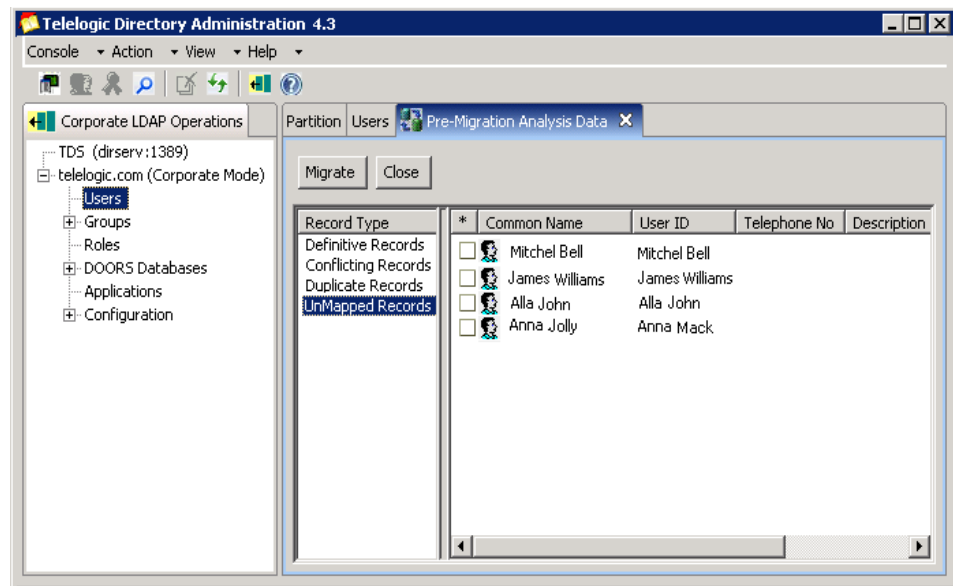 Telelogic Directory Administration 4.3
Console Action View Help
Corporate LDAP Operations
TDS (dirserv:1389)
telelogic.com (Corporate Mode)
Users
Groups
Roles
DOORS Databases
Applications
Configuration
Partition Users Pre-Migration Analysis Data
Migrate Close
Record Type
Definitive Records
Conflicting Records
Duplicate Records
UnMapped Records
* Common Name User ID Telephone No Description
Mitchel Bell Mitchel Bell
James Williams James Williams
Alla John Alla John
Anna Jolly Anna Mack